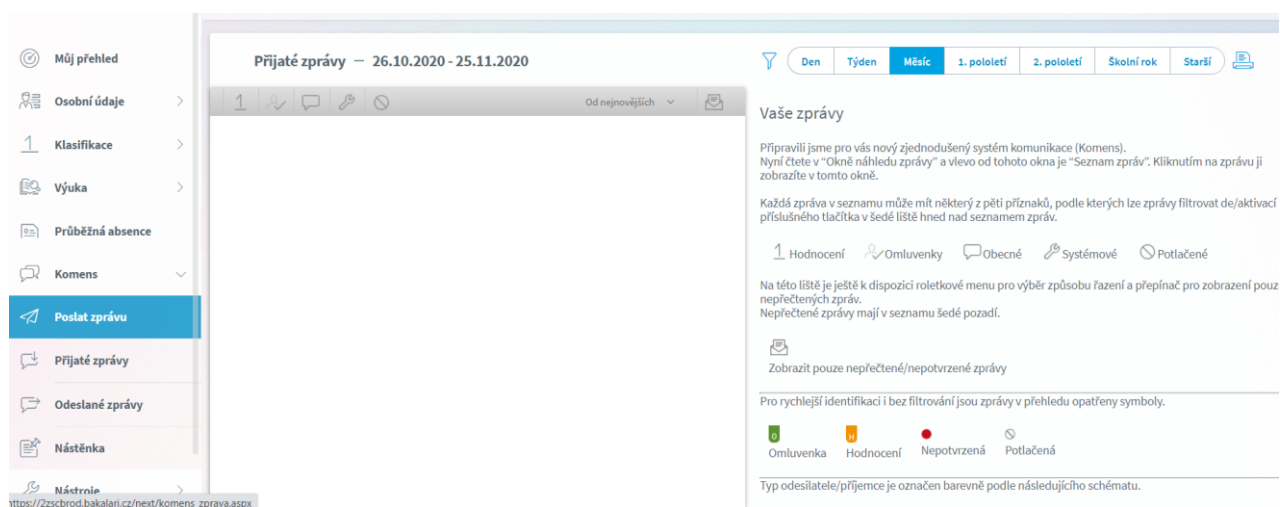 Můj přehled
Osobní údaje
Klasifikace
Výuka
Průběžná absence
Komens
Poslat zprávu
Přijaté zprávy
Odeslané zprávy
Nástěnka
Nástroje
https://2zscbrod.bakalari.cz/next/komens_zprava.aspx
Přijaté zprávy – 26.10.2020 - 25.11.2020
Den Týden Měsíc 1. pololetí 2. pololetí Školní rok Starší
1 Od nejnovějších
Vaše zprávy
Připravili jsme pro vás nový zjednodušený systém komunikace (Komens).
Nyní čtete v "Okně náhledu zprávy" a vlevo od tohoto okna je "Seznam zpráv". Kliknutím na zprávu ji
zobrazíte v tomto okně.
Každá zpráva v seznamu může mít některý z pěti příznaků, podle kterých lze zprávy filtrovat de/aktivací
příslušného tlačítka v šedé liště hned nad seznamem zpráv.
1 Hodnocení Omluvenky Obecné Systémové Potlačené
Na této liště je ještě k dispozici roletkové menu pro výběr způsobu řazení a přepínač pro zobrazení pouz
nepřečtených zpráv.
Nepřečtené zprávy mají v seznamu šedé pozadí.
Zobrazit pouze nepřečtené/nepotvrzené zprávy
Pro rychlejší identifikaci i bez filtrování jsou zprávy v přehledu opatřeny symboly.
O H
Omluvenka Hodnocení Nepotvrzená Potlačená
Typ odesilatele/příjemce je označen barevně podle následujícího schématu.